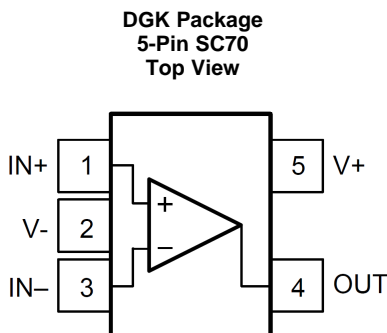 DGK Package
5-Pin SC70
Top View
IN+ 1 5 V+
+
V- 2
−
IN− 3 4 OUT